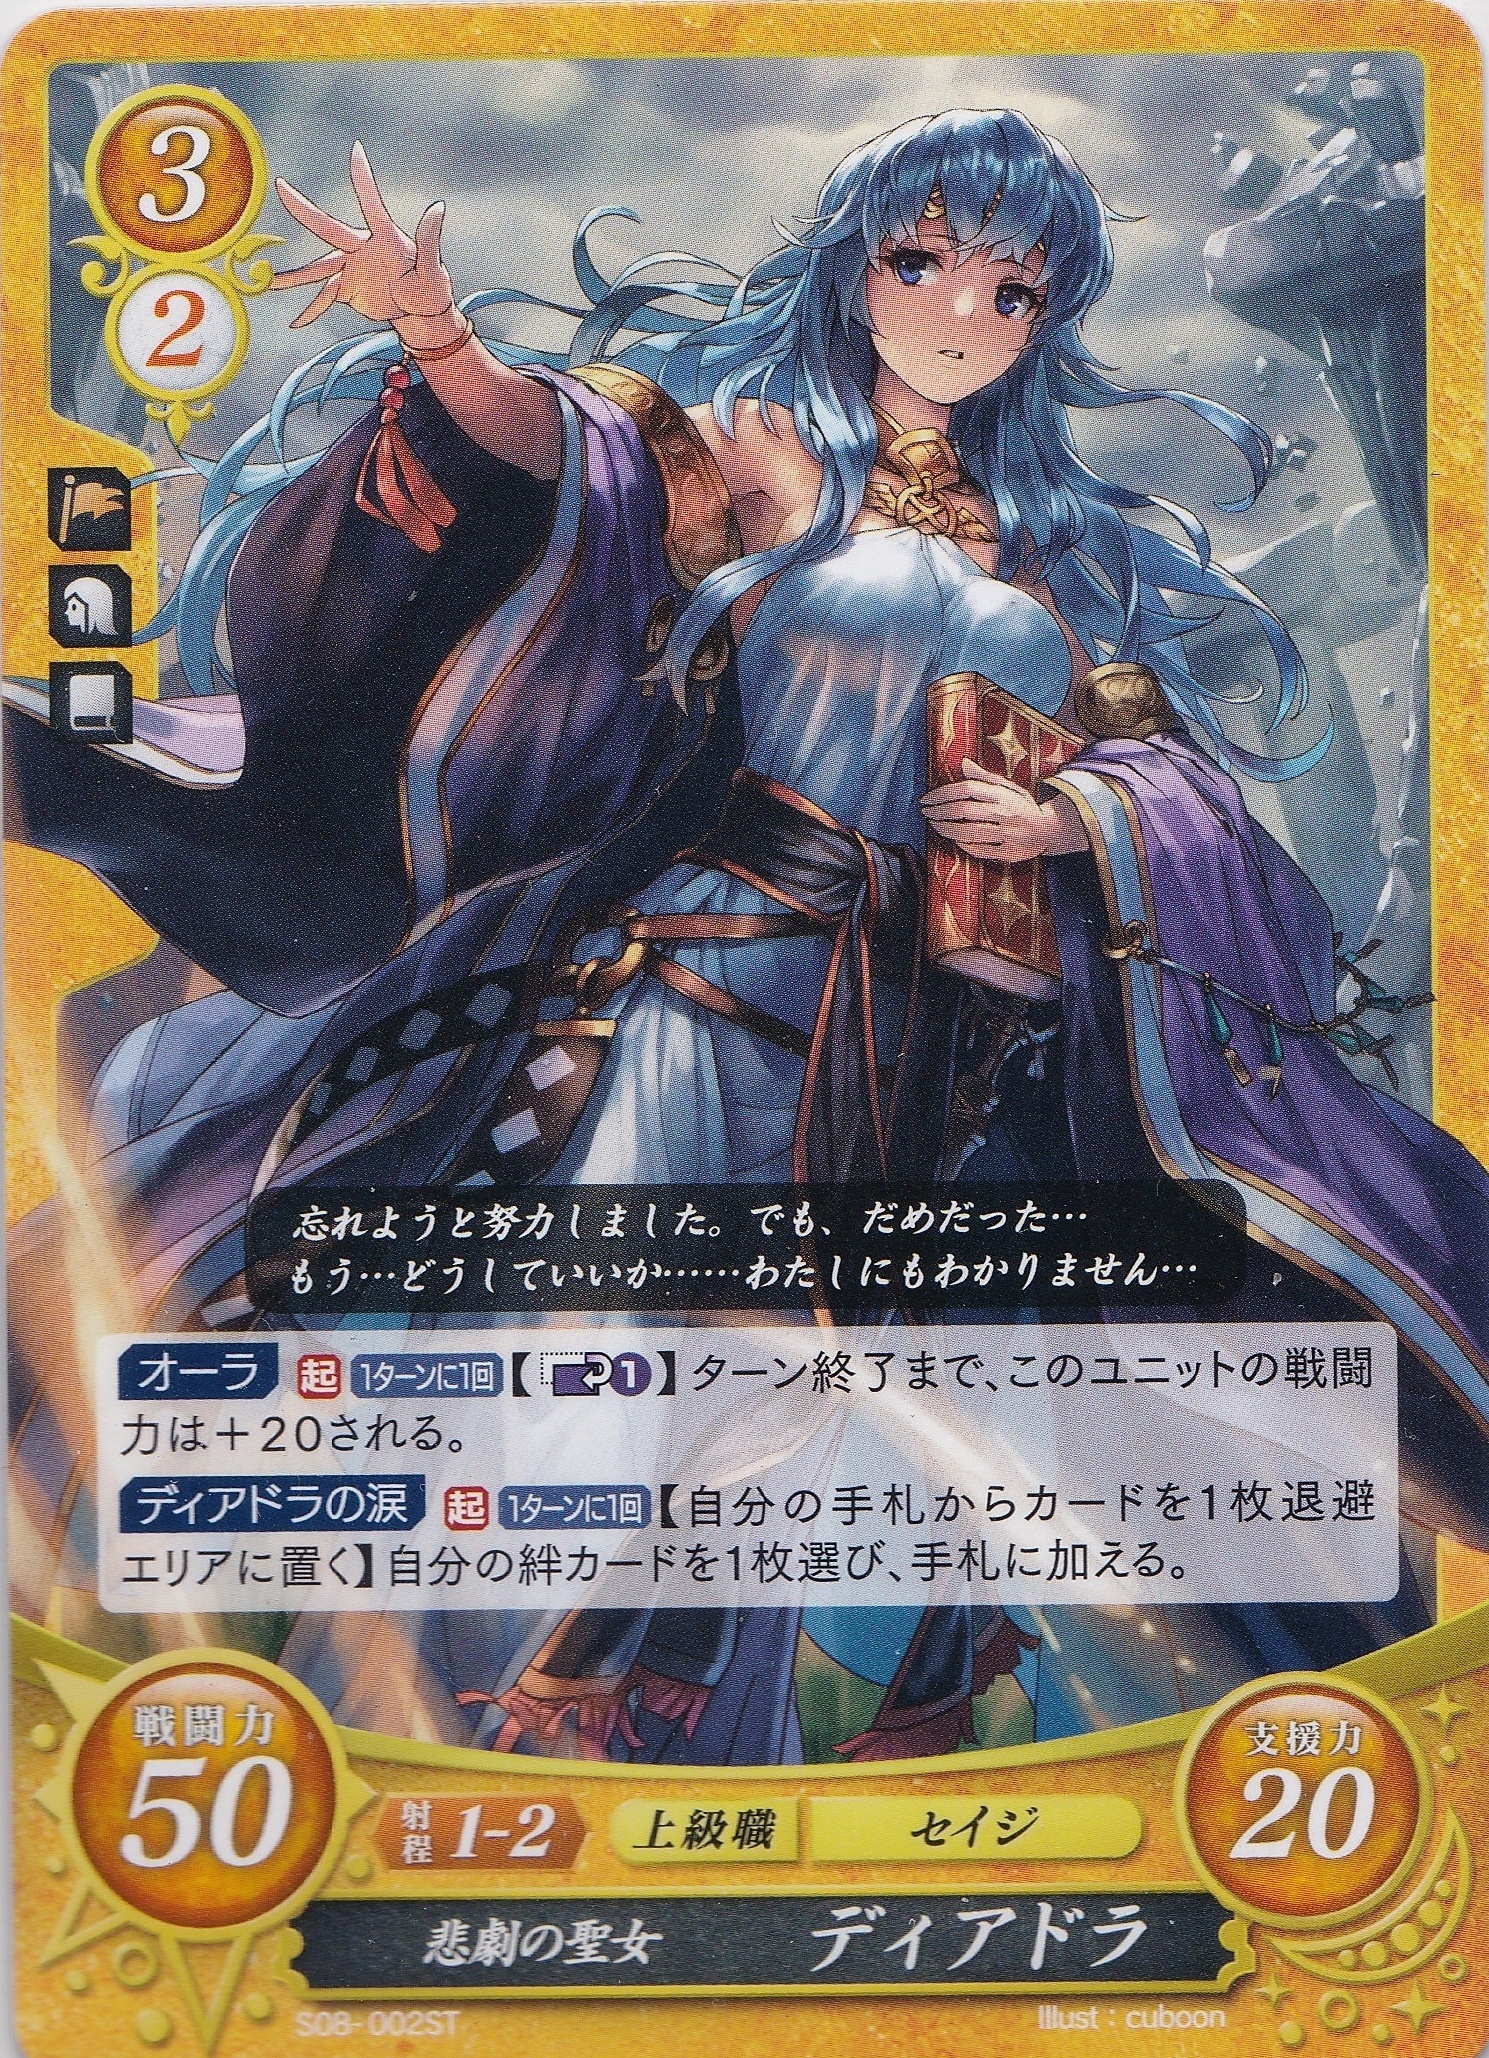 3
2
忘れようと努力しました。でも、だめだった…
もう…どうしていいか……わたしにもわかりません…
オーラ 起 1ターンに1回【1】ターン終了まで、このユニットの戦闘
力は＋20される。
ディアドラの涙 起 1ターンに1回【自分の手札からカードを1枚退避
エリアに置く】自分の絆カードを1枚選び、手札に加える。
戦闘力
50
射程 1-2
上級職
セイジ
支援力
20
悲劇の聖女 ディアドラ
S08-002ST
Illust : cuboon